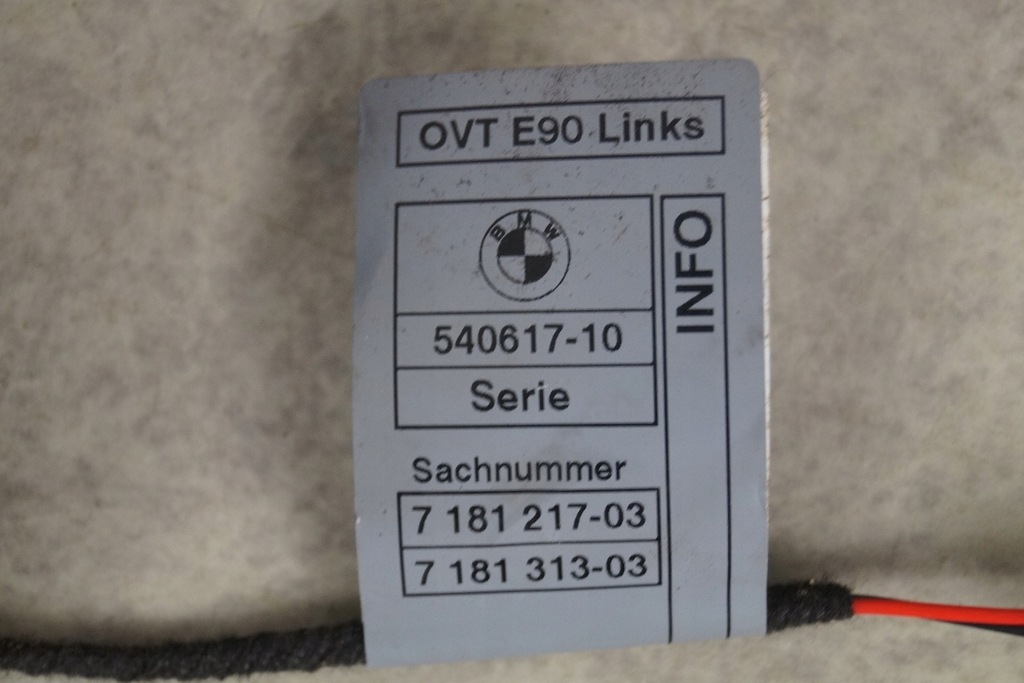 OVT E90 Links
BMW
540617-10
Serie
INFO
Sachnummer
7 181 217-03
7 181 313-03